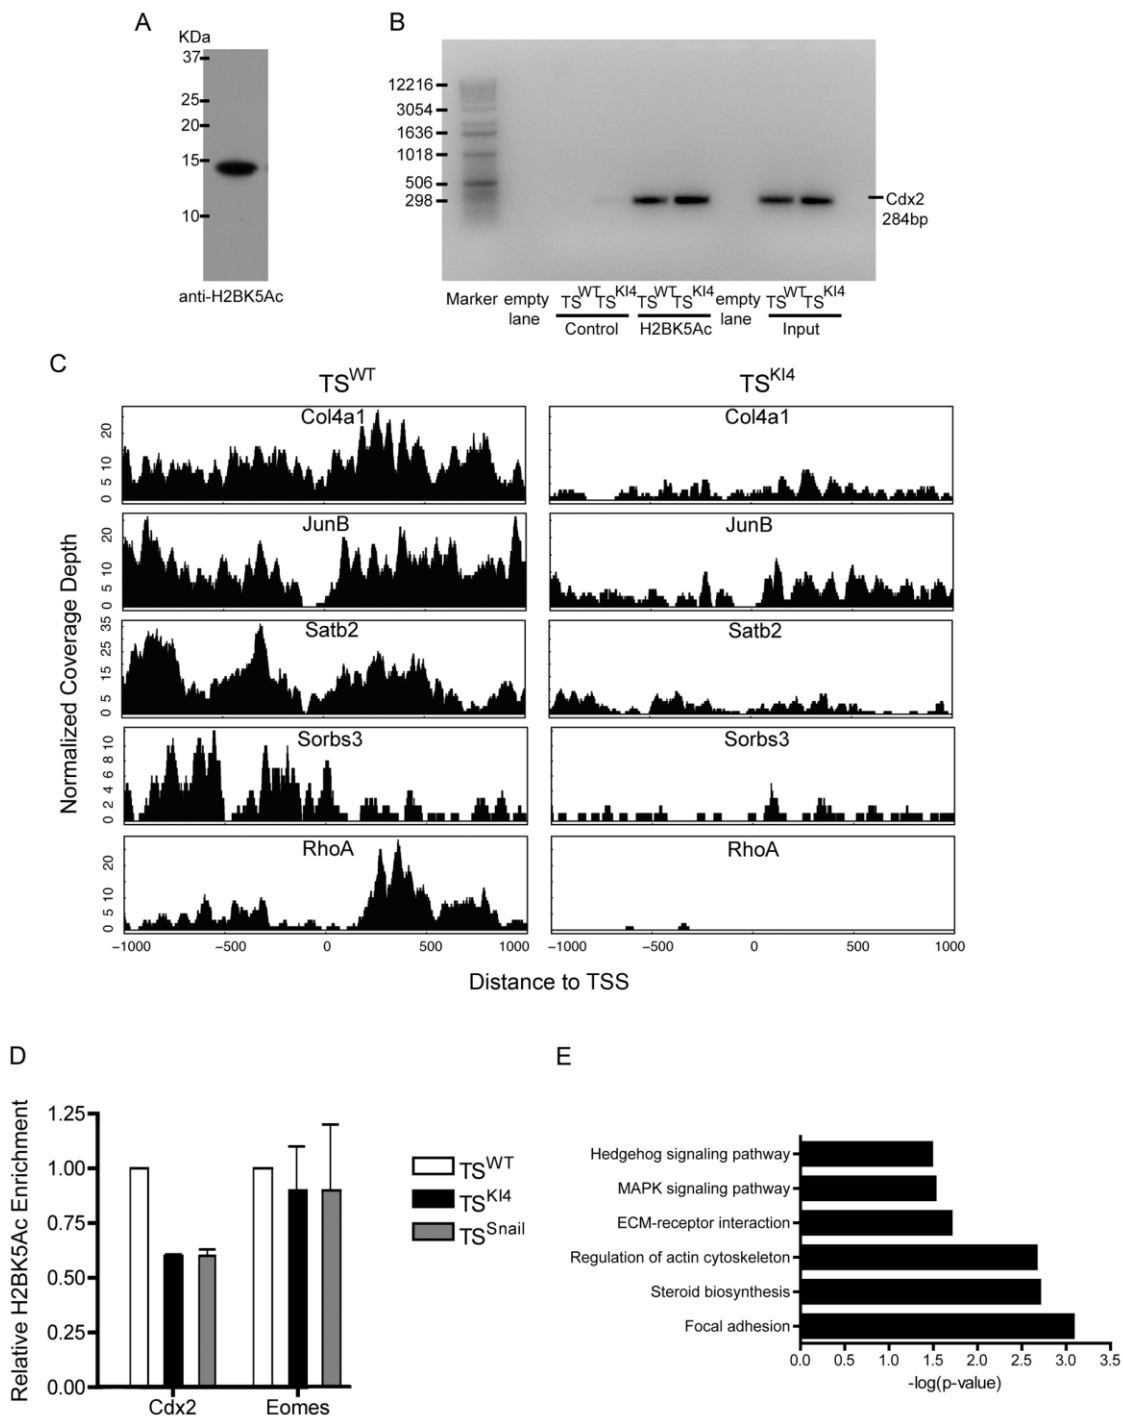 A
KDa
37
25
20
15
10
anti-H2BK5Ac
B
12216
3054
1636
1018
506
298
Cdx2
284bp
Marker empty lane TS^WT TS^KI4 TS^WT TS^KI4 empty lane TS^WT TS^KI4
Control H2BK5Ac Input
C
TS^WT TS^KI4
Normalized Coverage Depth
Col4a1 Col4a1
20
10
5
0
JunB JunB
20
10
5
0
Satb2 Satb2
35
25
15
5
0
Sorbs3 Sorbs3
10
8
6
4
2
0
RhoA RhoA
20
10
5
0
−1000 −500 0 500 1000 −1000 −500 0 500 1000
Distance to TSS
D
Relative H2BK5Ac Enrichment
1.25
1.00
0.75
0.50
0.25
0.00
Cdx2 Eomes
TS^WT
TS^KI4
TS^Snail
E
Hedgehog signaling pathway
MAPK signaling pathway
ECM-receptor interaction
Regulation of actin cytoskeleton
Steroid biosynthesis
Focal adhesion
0.0 0.5 1.0 1.5 2.0 2.5 3.0 3.5
-log(p-value)